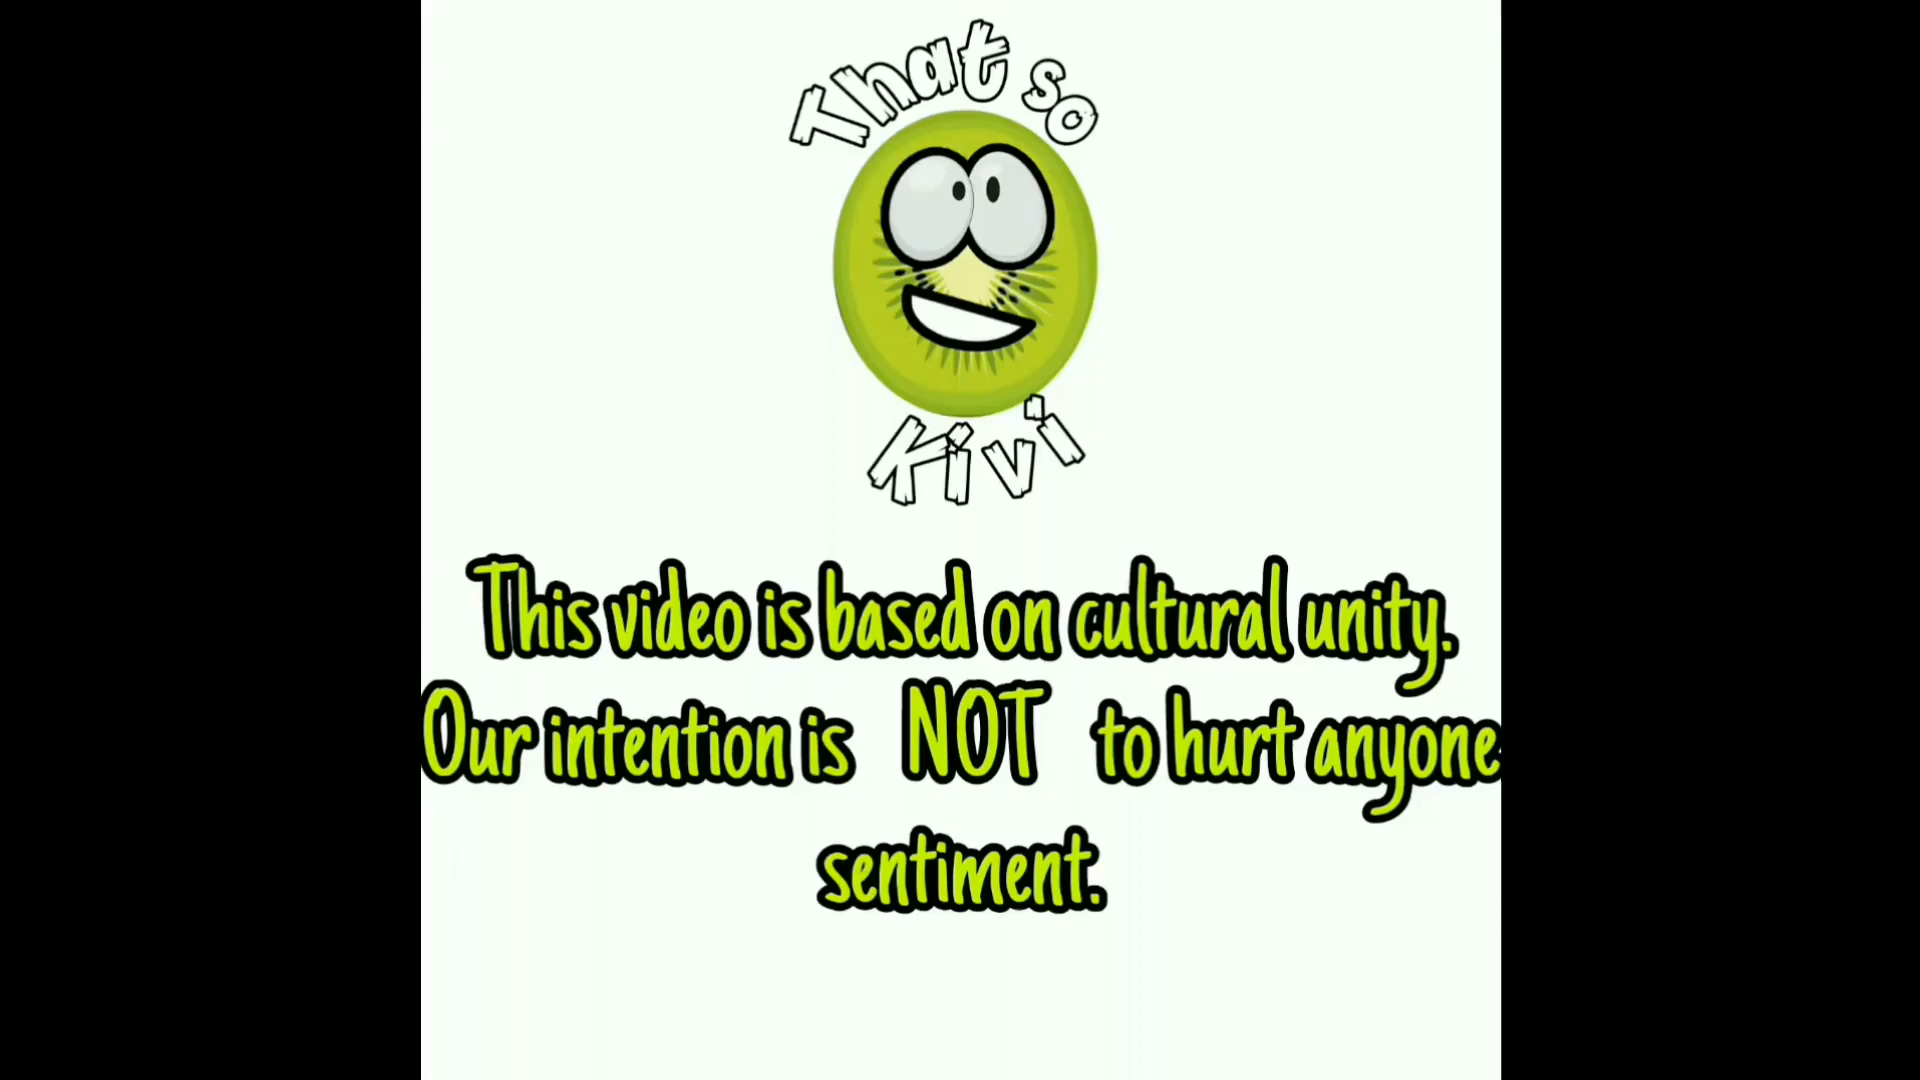 That so
Kivi
This video is based on cultural unity.
Our intention is NOT to hurt anyone
sentiment.